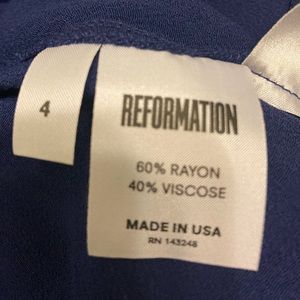 4
REFORMATION
60% RAYON
40% VISCOSE
MADE IN USA
RN 143248